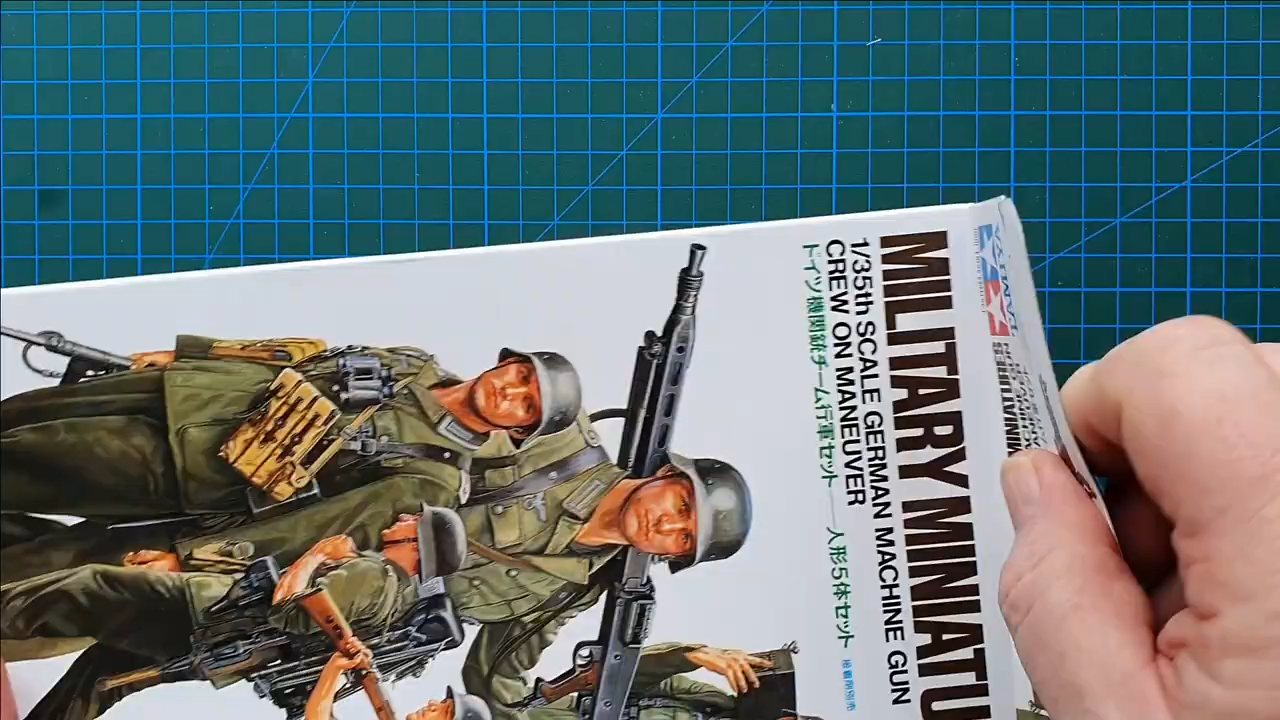 MILITARY MINIATU
1/35th SCALE GERMAN MACHINE GUN
CREW ON MANEUVER
ドイツ機関銃チーム行軍セット — 人形5体セット
TAMIYA